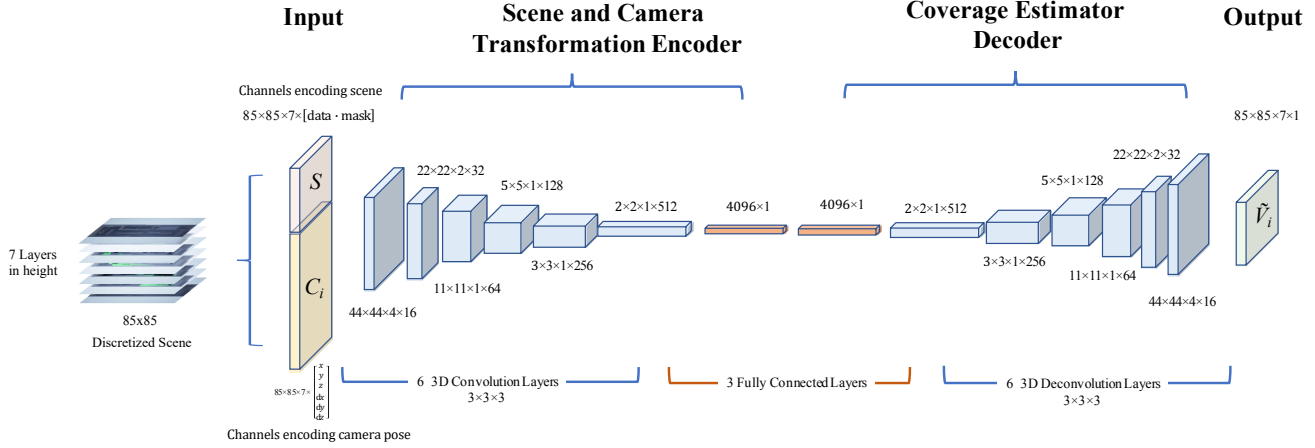 Input
Scene and Camera
Transformation Encoder
Coverage Estimator
Decoder
Output
Channels encoding scene
85×85×7×[data · mask]
85×85×7×1
22×22×2×32
5×5×1×128
2×2×1×512
4096×1
4096×1
2×2×1×512
5×5×1×128
22×22×2×32
S
C_i
Ṽ_i
7 Layers
in height
85x85
Discretized Scene
44×44×4×16
11×11×1×64
3×3×1×256
3×3×1×256
11×11×1×64
44×44×4×16
85×85×7×
x
y
z
dx
dy
dz
Channels encoding camera pose
6 3D Convolution Layers
3×3×3
3 Fully Connected Layers
6 3D Deconvolution Layers
3×3×3